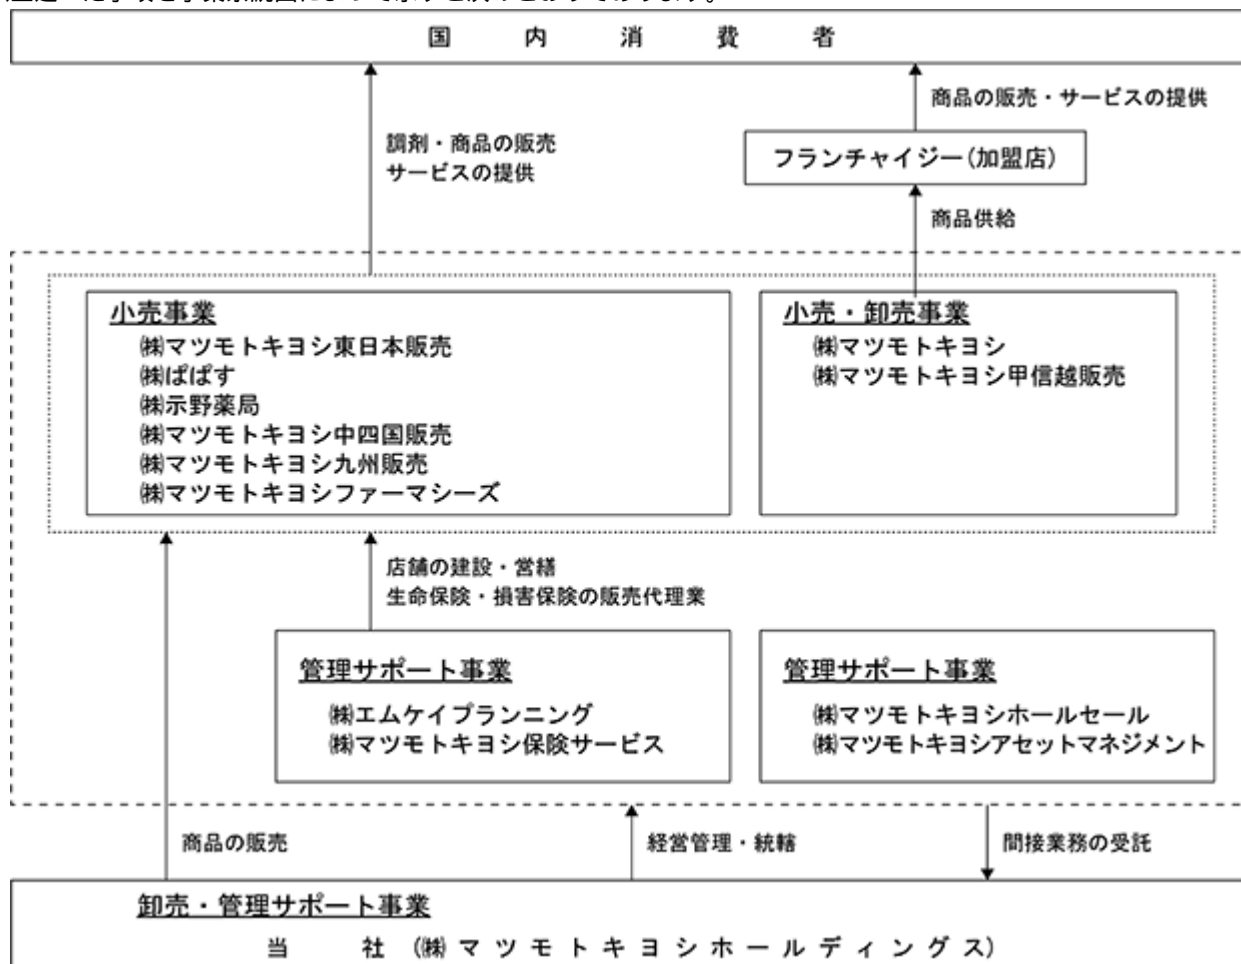 国内消費者
商品の販売・サービスの提供
調剤・商品の販売
サービスの提供
フランチャイジー(加盟店)
商品供給
小売事業
㈱マツモトキヨシ東日本販売
㈱ぱぱす
㈱示野薬局
㈱マツモトキヨシ中四国販売
㈱マツモトキヨシ九州販売
㈱マツモトキヨシファーマシーズ
小売・卸売事業
㈱マツモトキヨシ
㈱マツモトキヨシ甲信越販売
店舗の建設・営繕
生命保険・損害保険の販売代理業
管理サポート事業
㈱エムケイプランニング
㈱マツモトキヨシ保険サービス
管理サポート事業
㈱マツモトキヨシホールセール
㈱マツモトキヨシアセットマネジメント
商品の販売
経営管理・統轄
間接業務の受託
卸売・管理サポート事業
当社(㈱マツモトキヨシホールディングス)